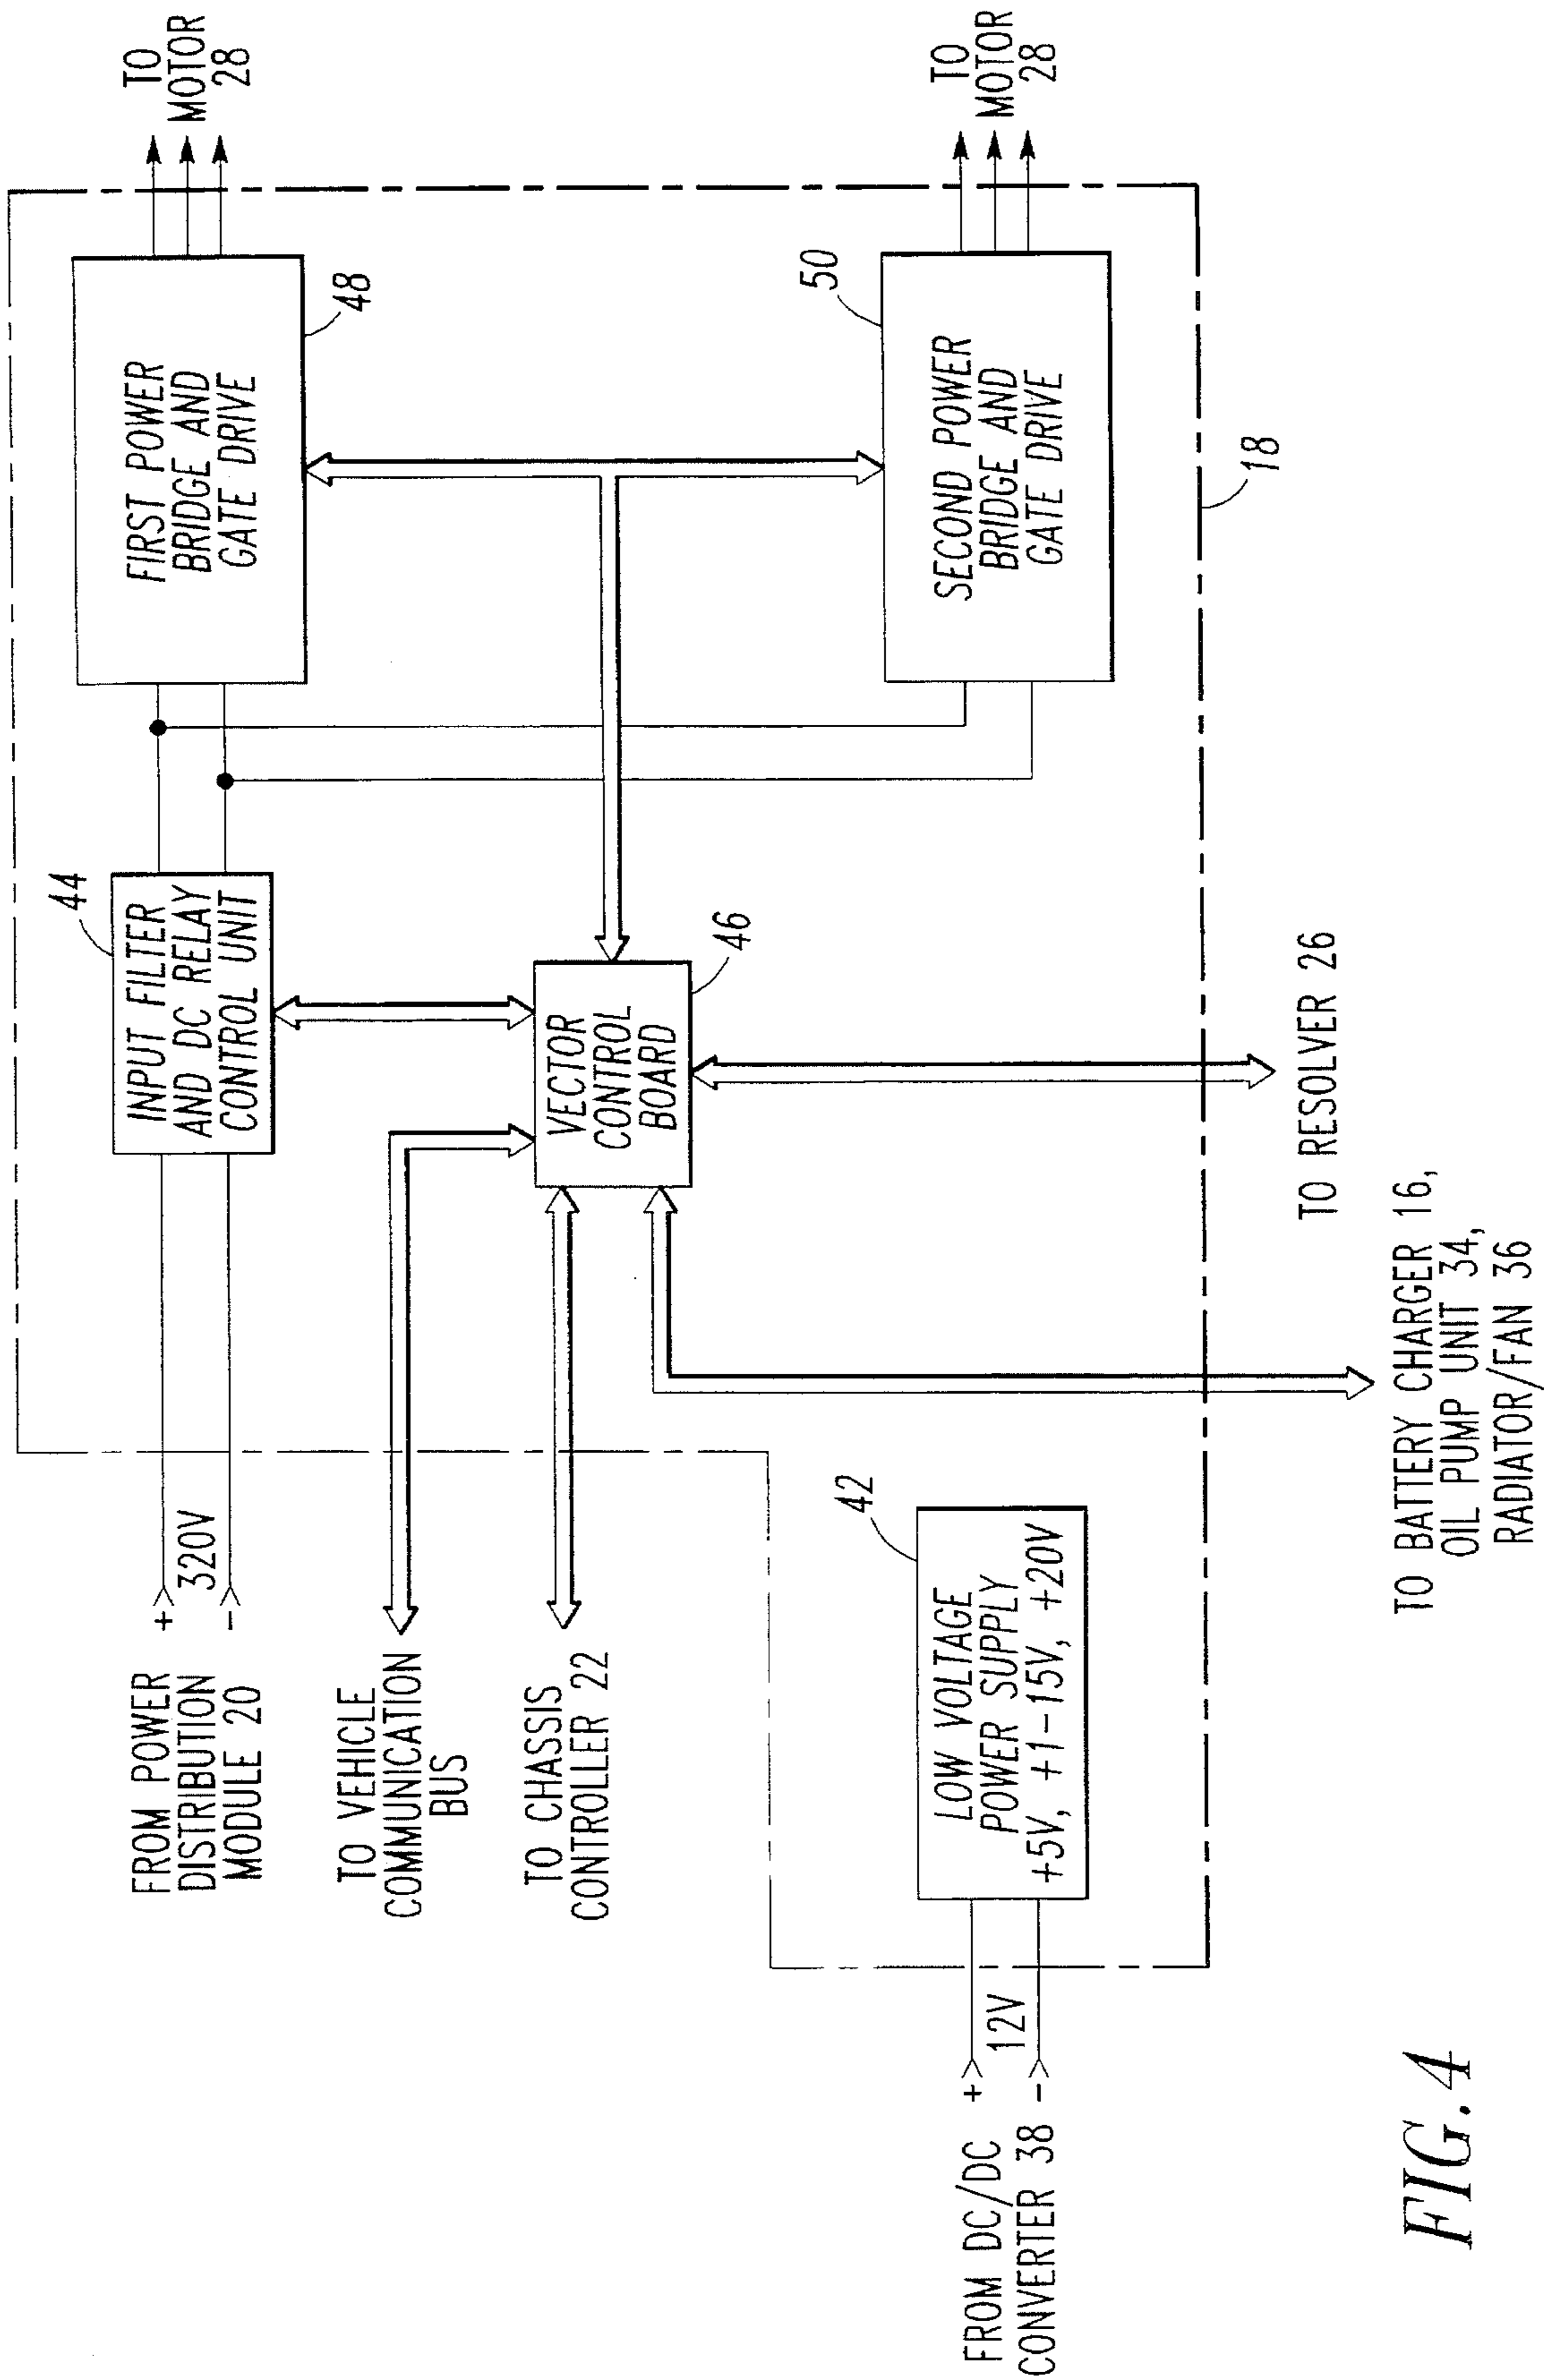 FROM POWER
DISTRIBUTION
MODULE 20
+
320V
-
TO VEHICLE
COMMUNICATION
BUS
TO CHASSIS
CONTROLLER 22
44
INPUT FILTER
AND DC RELAY
CONTROL UNIT
FIRST POWER
BRIDGE AND
GATE DRIVE
48
TO
MOTOR
28
VECTOR
CONTROL
BOARD
46
50
SECOND POWER
BRIDGE AND
GATE DRIVE
TO
MOTOR
28
42
LOW VOLTAGE
POWER SUPPLY
+5V, +1-15V, +20V
FROM DC/DC
CONVERTER 38
+
12V
-
18
TO RESOLVER 26
TO BATTERY CHARGER 16,
OIL PUMP UNIT 34,
RADIATOR/FAN 36
FIG.4